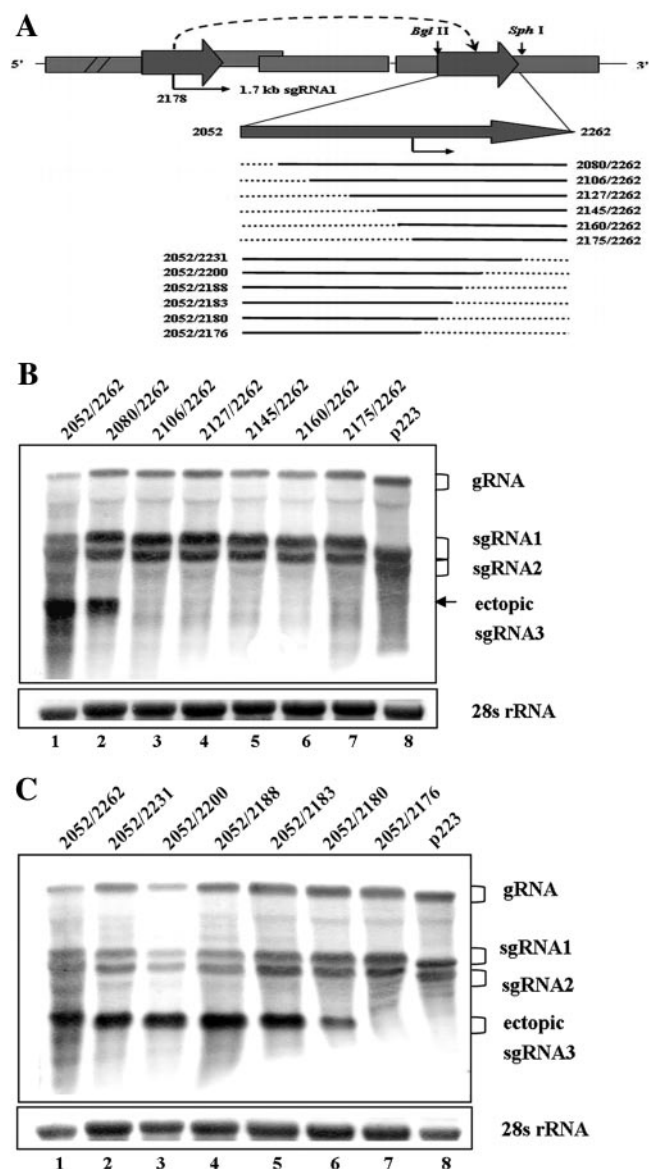 A
Bgl II
Sph I
5'
3'
2178
1.7 kb sgRNA1
2052
2262
2080/2262
2106/2262
2127/2262
2145/2262
2160/2262
2175/2262
2052/2231
2052/2200
2052/2188
2052/2183
2052/2180
2052/2176
B
2052/2262
2080/2262
2106/2262
2127/2262
2145/2262
2160/2262
2175/2262
p223
gRNA
sgRNA1
sgRNA2
ectopic
sgRNA3
28s rRNA
1 2 3 4 5 6 7 8
C
2052/2262
2052/2231
2052/2200
2052/2188
2052/2183
2052/2180
2052/2176
p223
gRNA
sgRNA1
sgRNA2
ectopic
sgRNA3
28s rRNA
1 2 3 4 5 6 7 8